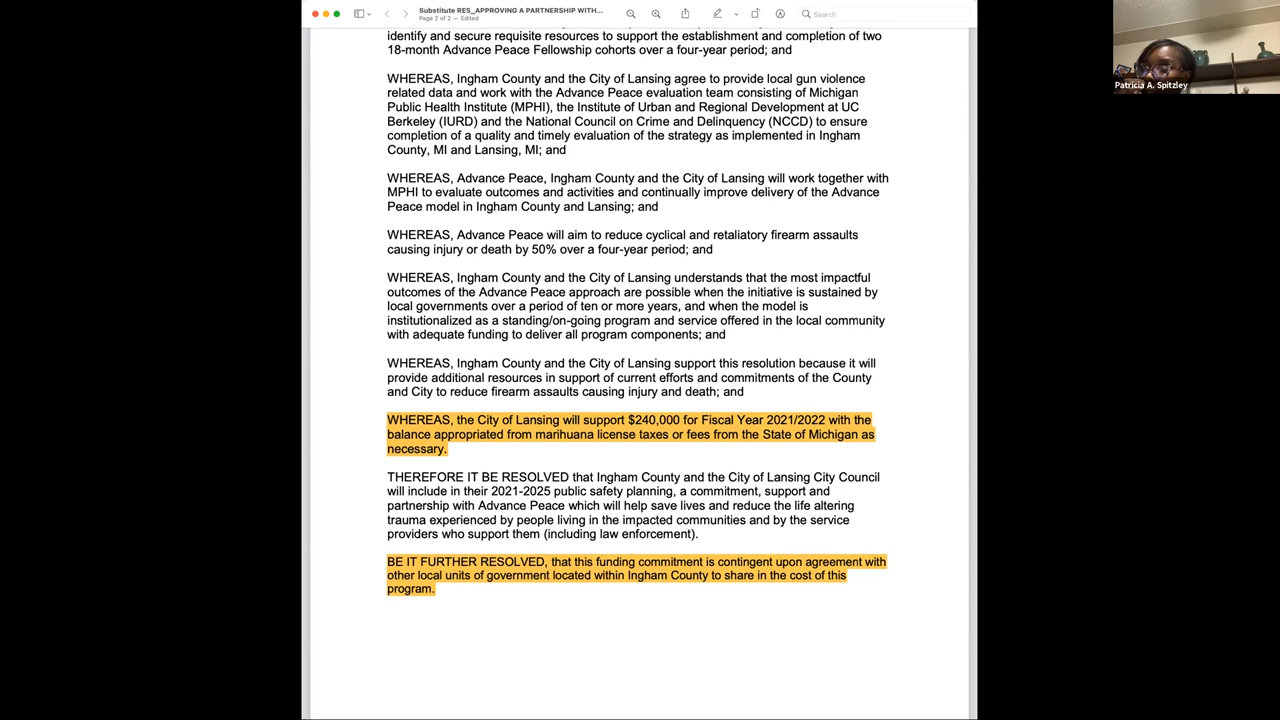 Substitute RES_APPROVING A PARTNERSHIP WITH...
Page 2 of 2 — Edited
Search
identify and secure requisite resources to support the establishment and completion of two
18-month Advance Peace Fellowship cohorts over a four-year period; and
WHEREAS, Ingham County and the City of Lansing agree to provide local gun violence
related data and work with the Advance Peace evaluation team consisting of Michigan
Public Health Institute (MPHI), the Institute of Urban and Regional Development at UC
Berkeley (IURD) and the National Council on Crime and Delinquency (NCCD) to ensure
completion of a quality and timely evaluation of the strategy as implemented in Ingham
County, MI and Lansing, MI; and
WHEREAS, Advance Peace, Ingham County and the City of Lansing will work together with
MPHI to evaluate outcomes and activities and continually improve delivery of the Advance
Peace model in Ingham County and Lansing; and
WHEREAS, Advance Peace will aim to reduce cyclical and retaliatory firearm assaults
causing injury or death by 50% over a four-year period; and
WHEREAS, Ingham County and the City of Lansing understands that the most impactful
outcomes of the Advance Peace approach are possible when the initiative is sustained by
local governments over a period of ten or more years, and when the model is
institutionalized as a standing/on-going program and service offered in the local community
with adequate funding to deliver all program components; and
WHEREAS, Ingham County and the City of Lansing support this resolution because it will
provide additional resources in support of current efforts and commitments of the County
and City to reduce firearm assaults causing injury and death; and
WHEREAS, the City of Lansing will support $240,000 for Fiscal Year 2021/2022 with the
balance appropriated from marihuana license taxes or fees from the State of Michigan as
necessary.
THEREFORE IT BE RESOLVED that Ingham County and the City of Lansing City Council
will include in their 2021-2025 public safety planning, a commitment, support and
partnership with Advance Peace which will help save lives and reduce the life altering
trauma experienced by people living in the impacted communities and by the service
providers who support them (including law enforcement).
BE IT FURTHER RESOLVED, that this funding commitment is contingent upon agreement with
other local units of government located within Ingham County to share in the cost of this
program.
Patricia A. Spitzley